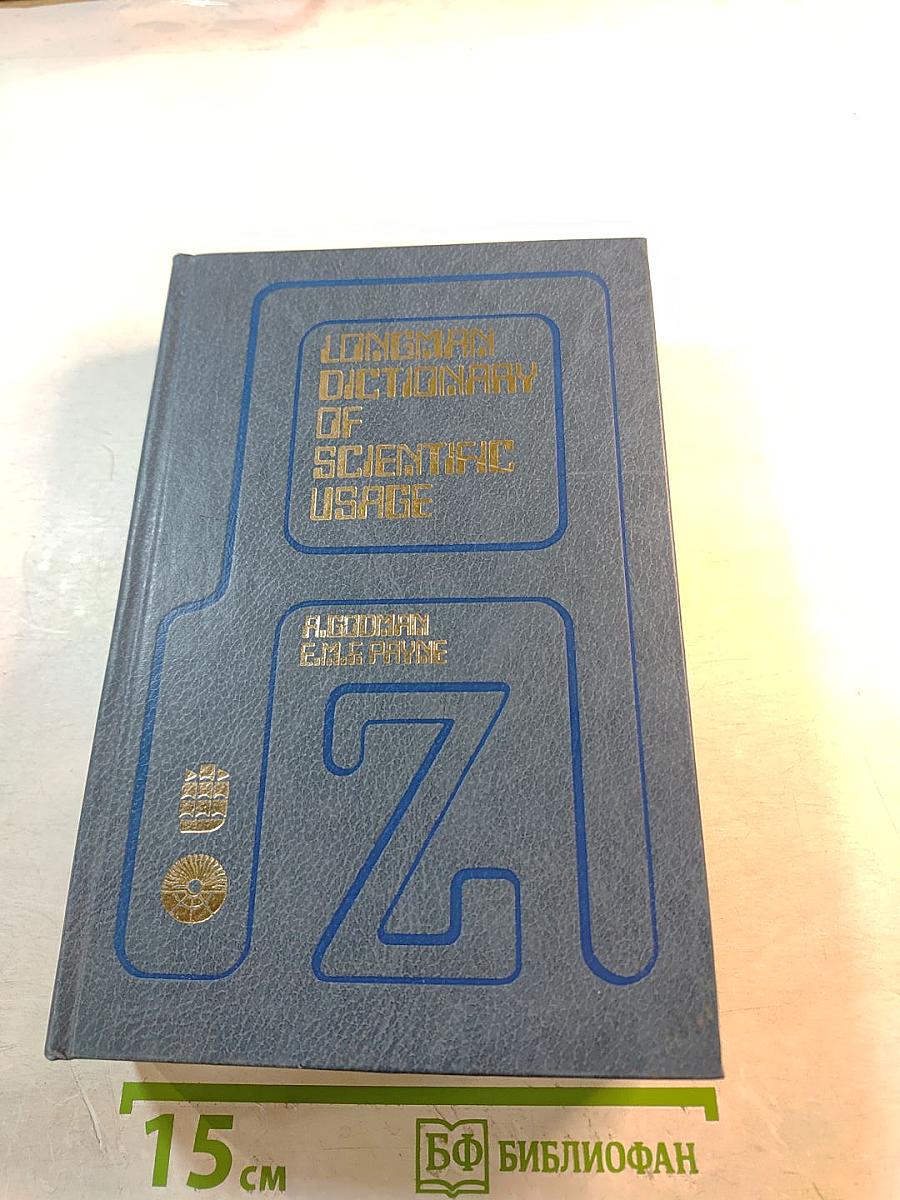 LONGMAN
DICTIONARY
OF
SCIENTIFIC
USAGE
A.GODMAN
E.M.F. PAYNE
A
Z
15 см
БФ БИБЛИОФАН